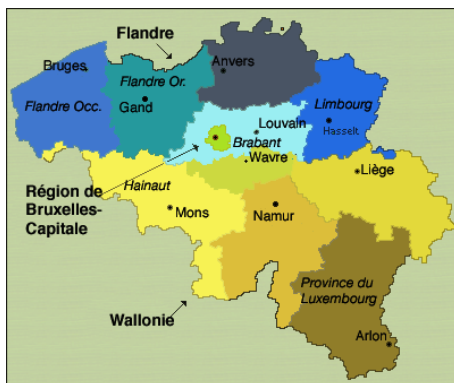 Flandre
Bruges
Flandre Or.
Anvers
Flandre Occ.
Gand
Limbourg
Louvain
Hasselt
Brabant
Wavre
Hainaut
Liège
Région de
Bruxelles-
Capitale
Mons
Namur
Province du
Luxembourg
Wallonie
Arlon